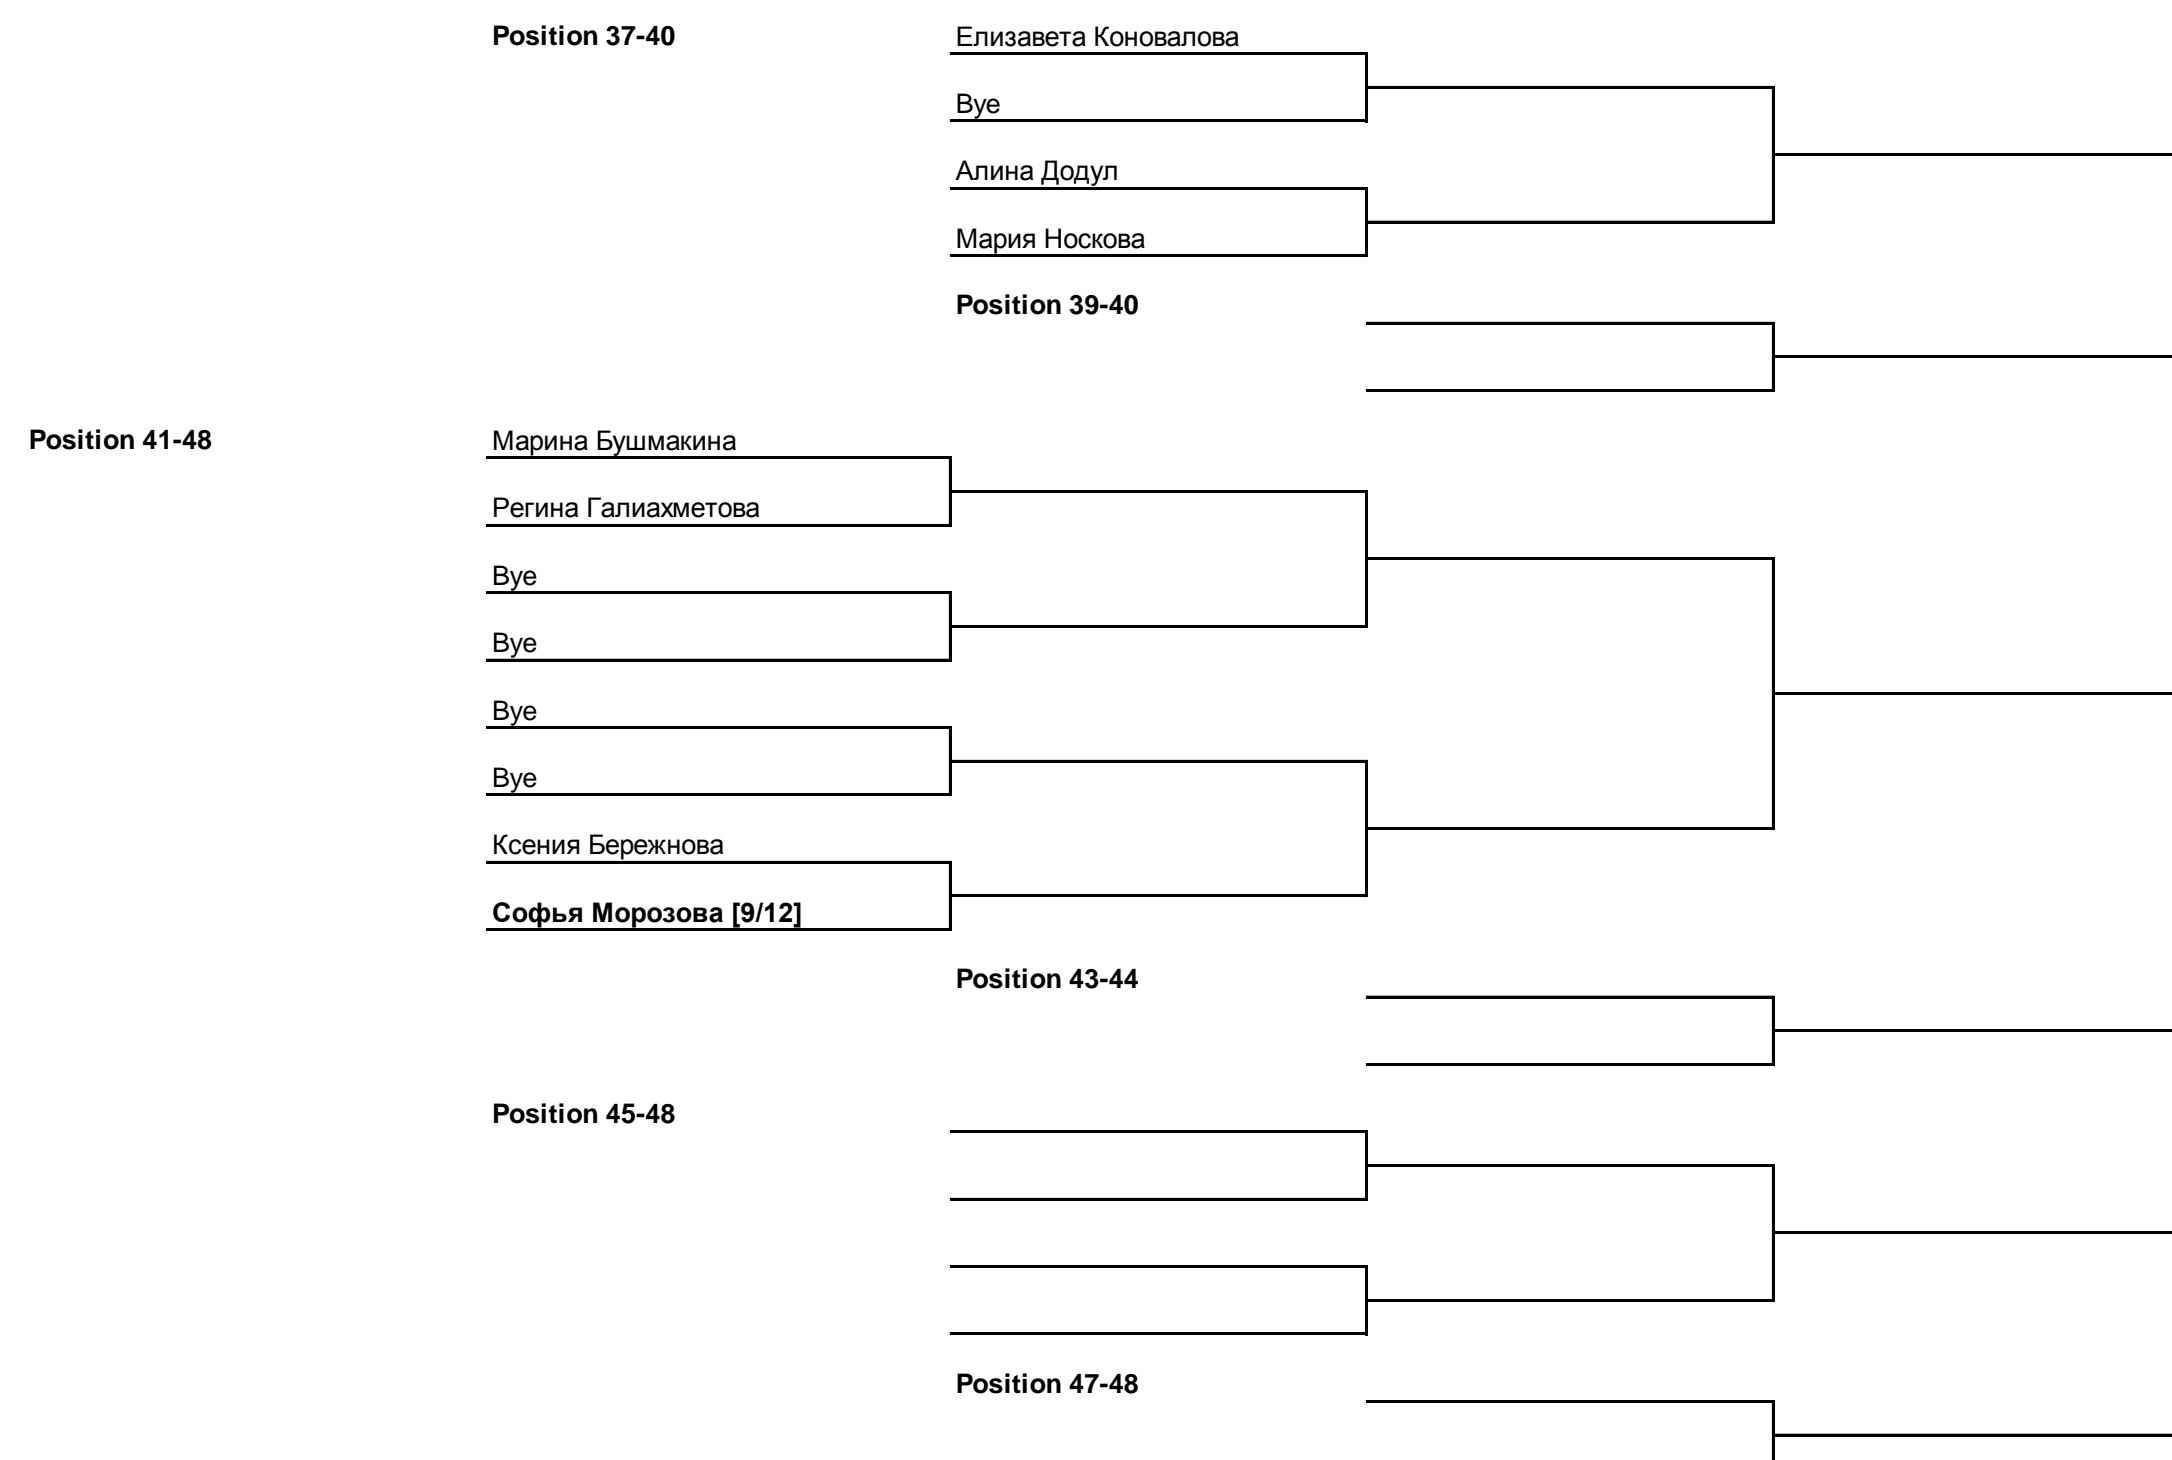 Position 37-40
Елизавета Коновалова
Bye
Алина Додул
Мария Носкова
Position 39-40
Position 41-48
Марина Бушмакина
Регина Галиахметова
Bye
Bye
Bye
Bye
Ксения Бережнова
Софья Морозова [9/12]
Position 43-44
Position 45-48
Position 47-48